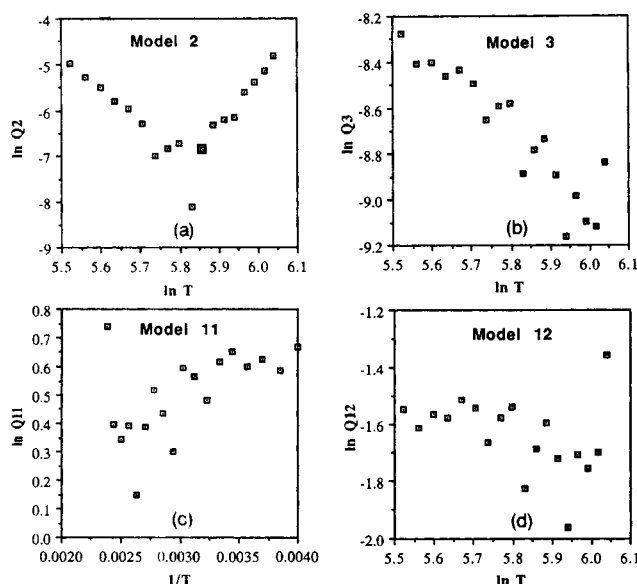 Model 2
ln Q2
-4
-5
-6
-7
-8
-9
5.5 5.6 5.7 5.8 5.9 6.0 6.1
ln T
(a)
Model 3
ln Q3
-8.2
-8.4
-8.6
-8.8
-9.0
-9.2
5.5 5.6 5.7 5.8 5.9 6.0 6.1
ln T
(b)
Model 11
ln Q11
0.8
0.7
0.6
0.5
0.4
0.3
0.2
0.1
0.0
0.0020 0.0025 0.0030 0.0035 0.0040
1/T
(c)
Model 12
ln Q12
-1.2
-1.4
-1.6
-1.8
-2.0
5.5 5.6 5.7 5.8 5.9 6.0 6.1
ln T
(d)